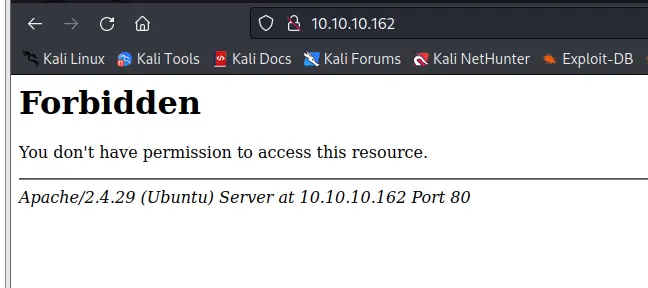 10.10.10.162
Kali Linux Kali Tools Kali Docs Kali Forums Kali NetHunter Exploit-DB
Forbidden
You don't have permission to access this resource.
Apache/2.4.29 (Ubuntu) Server at 10.10.10.162 Port 80